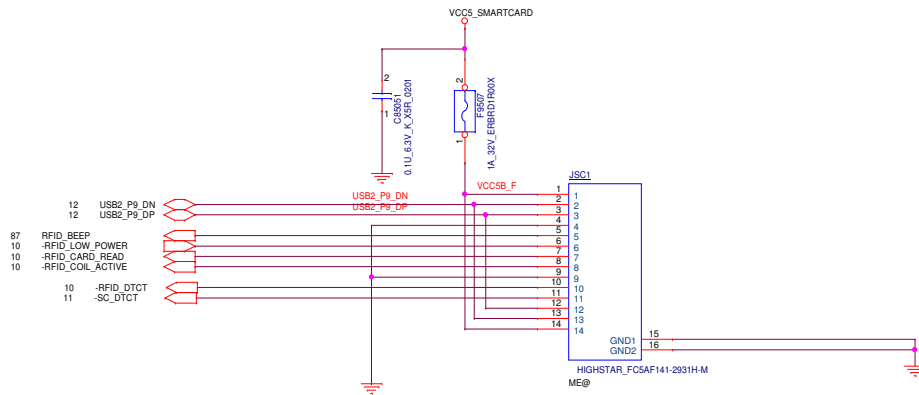 VCC5_SMARTCARD
2
1
C85051
0.1U_6.3V_K_X5R_0201
2
1
F9507
1A_32V_ERBRD1R00X
JSC1
VCC5B_F
USB2_P9_DN
USB2_P9_DP
12 USB2_P9_DN
12 USB2_P9_DP
87 RFID_BEEP
10 -RFID_LOW_POWER
10 -RFID_CARD_READ
10 -RFID_COIL_ACTIVE
10 -RFID_DTCT
11 -SC_DTCT
1 1
2 2
3 3
4 4
5 5
6 6
7 7
8 8
9 9
10 10
11 11
12 12
13 13
14 14
GND1 15
GND2 16
HIGHSTAR_FC5AF141-2931H-M
ME@